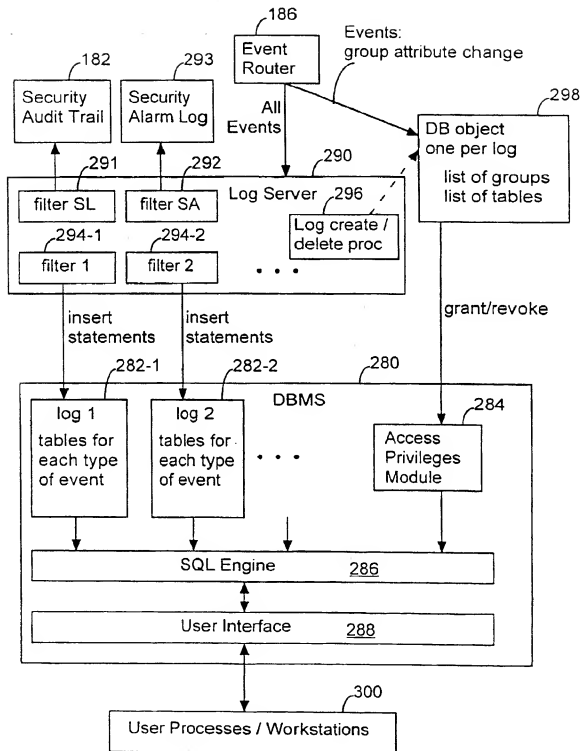 186
Event
Router
Events:
group attribute change
182
293
Security
Audit Trail
Security
Alarm Log
All
Events
298
DB object
one per log
list of groups
list of tables
291
292
290
filter SL
filter SA
Log Server
296
Log create /
delete proc
294-1
294-2
filter 1
filter 2
• • •
insert
statements
insert
statements
grant/revoke
282-1
282-2
280
DBMS
log 1
tables for
each type
of event
log 2
tables for
each type
of event
• • •
284
Access
Privileges
Module
SQL Engine 286
User Interface 288
300
User Processes / Workstations